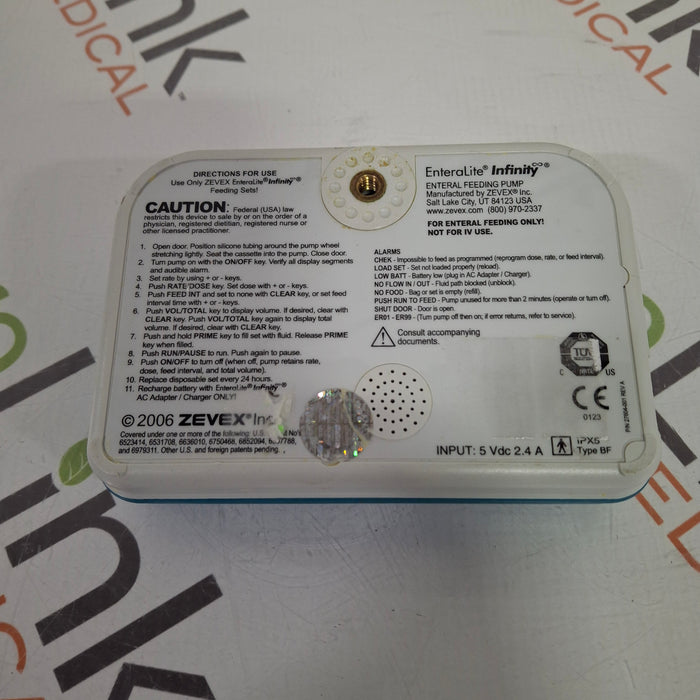 DIRECTIONS FOR USE
Use Only ZEVEX EnteraLite® Infinity®
Feeding Sets!
CAUTION: Federal (USA) law
restricts this device to sale by or on the order of a
physician, registered dietitian, registered nurse or
other licensed practitioner.
1. Open door. Position silicone tubing around the pump wheel
stretching lightly. Seat the cassette into the pump. Close door.
2. Turn pump on with the ON/OFF key. Verify all display segments
and audible alarm.
3. Set rate by using + or - keys.
4. Push RATE/DOSE key. Set dose with + or - keys.
5. Push FEED INT and set to none with CLEAR key, or set feed
interval time with + or - keys.
6. Push VOL/TOTAL key to display volume. If desired, clear with
CLEAR key. Push VOL/TOTAL key again to display total
volume. If desired, clear with CLEAR key.
7. Push and hold PRIME key to fill set with fluid. Release PRIME
key when filled.
8. Push RUN/PAUSE to run. Push again to pause.
9. Push ON/OFF to turn off (when off, pump retains rate,
dose, feed interval, and total volume).
10. Replace disposable set every 24 hours.
11. Recharge battery with EnteraLite® Infinity®
AC Adapter / Charger ONLY!
© 2006 ZEVEX® Inc.
Covered under one or more of the following: U.S. No's
6523414, 6531708, 6636010, 6750468, 6852094,
and 6979311. Other U.S. and foreign patents pending.
EnteraLite® Infinity®
ENTERAL FEEDING PUMP
Manufactured by ZEVEX® Inc.
Salt Lake City, UT 84123 USA
www.zevex.com (800) 970-2337
FOR ENTERAL FEEDING ONLY!
NOT FOR IV USE.
ALARMS
CHEK - Impossible to feed as programmed (reprogram dose, rate, or feed interval).
LOAD SET - Set not loaded properly (reload).
LOW BATT - Battery low (plug in AC Adapter / Charger).
NO FLOW IN / OUT - Fluid path blocked (unblock).
NO FOOD - Bag or set is empty (refill).
PUSH RUN TO FEED - Pump unused for more than 2 minutes (operate or turn off).
SHUT DOOR - Door is open.
ER01 - ER99 - (Turn pump off then on; if error returns, refer to service).
Consult accompanying
documents.
TUV
C US
CE
0123
P/N 27604-001 REV A
INPUT: 5 Vdc 2.4 A
IPX5
Type BF
ink
MEDICAL
ink
MEDICAL